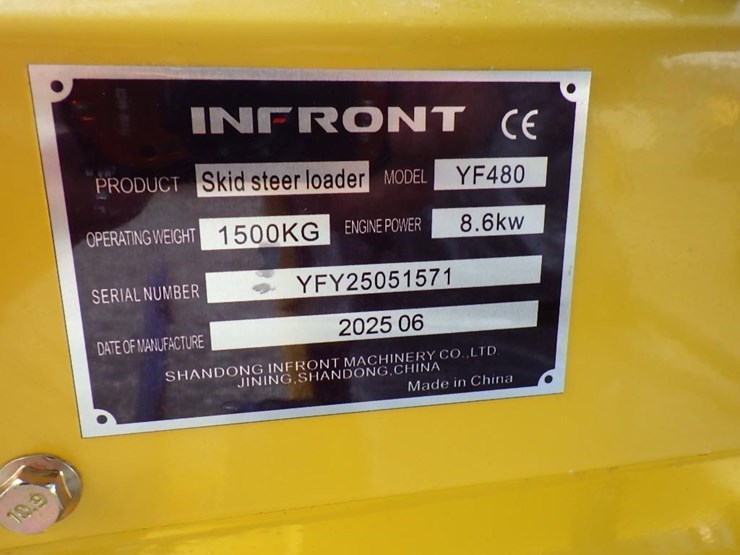 INFRONT CE
PRODUCT Skid steer loader MODEL YF480
OPERATING WEIGHT 1500KG ENGINE POWER 8.6kw
SERIAL NUMBER YFY25051571
DATE OF MANUFACTURE 2025 06
SHANDONG INFRONT MACHINERY CO.,LTD.
JINING,SHANDONG,CHINA
Made in China
10.9